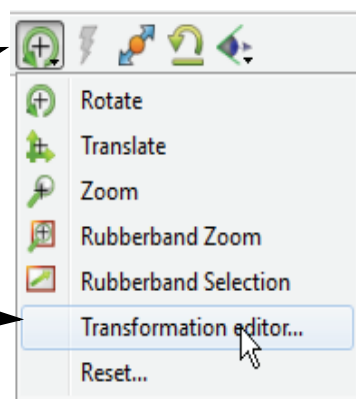 Rotate
Translate
Zoom
Rubberband Zoom
Rubberband Selection
Transformation editor...
Reset...